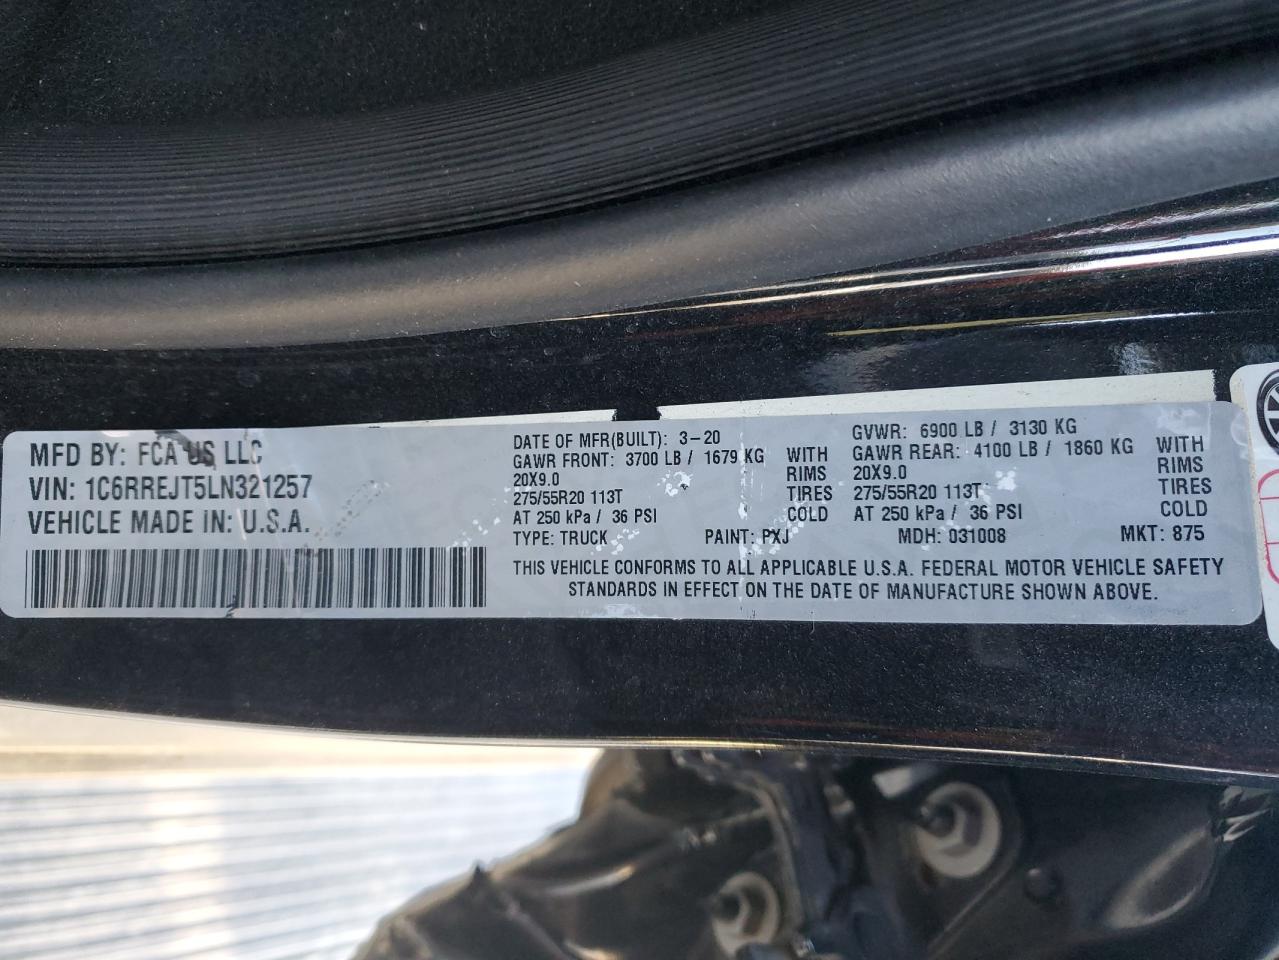 MFD BY: FCA US LLC
VIN: 1C6RREJT5LN321257
VEHICLE MADE IN: U.S.A.
DATE OF MFR(BUILT): 3-20
GAWR FRONT: 3700 LB / 1679 KG WITH
20X9.0 RIMS
275/55R20 113T TIRES
AT 250 kPa / 36 PSI COLD
GVWR: 6900 LB / 3130 KG
GAWR REAR: 4100 LB / 1860 KG WITH
20X9.0 RIMS
275/55R20 113T TIRES
AT 250 kPa / 36 PSI COLD
TYPE: TRUCK PAINT: PXJ MDH: 031008 MKT: 875
THIS VEHICLE CONFORMS TO ALL APPLICABLE U.S.A. FEDERAL MOTOR VEHICLE SAFETY
STANDARDS IN EFFECT ON THE DATE OF MANUFACTURE SHOWN ABOVE.